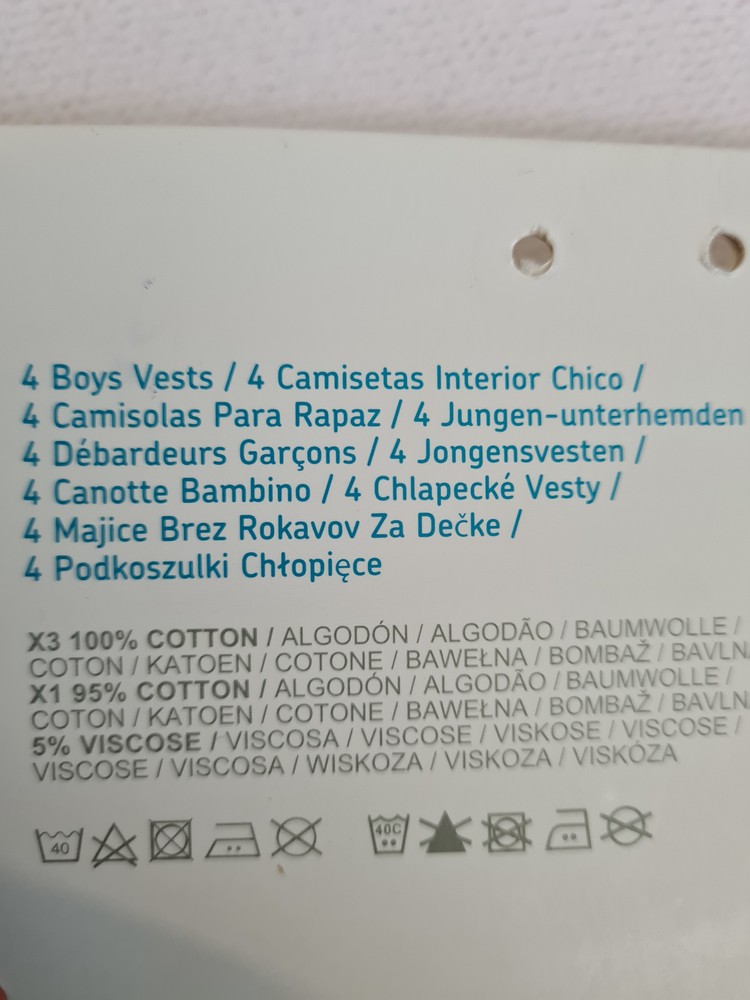 4 Boys Vests / 4 Camisetas Interior Chico /
4 Camisolas Para Rapaz / 4 Jungen-unterhemden
4 Débardeurs Garçons / 4 Jongensvesten /
4 Canotte Bambino / 4 Chlapecké Vesty /
4 Majice Brez Rokavov Za Dečke /
4 Podkoszulki Chłopięce
X3 100% COTTON / ALGODÓN / ALGODÃO / BAUMWOLLE /
COTON / KATOEN / COTONE / BAWEŁNA / BOMBAŽ / BAVLN
X1 95% COTTON / ALGODÓN / ALGODÃO / BAUMWOLLE /
COTON / KATOEN / COTONE / BAWEŁNA / BOMBAŽ / BAVLN
5% VISCOSE / VISCOSA / VISCOSE / VISKOSE / VISCOSE /
VISCOSE / VISCOSA / WISKOZA / VISKOZA / VISKÓZA
40 40C